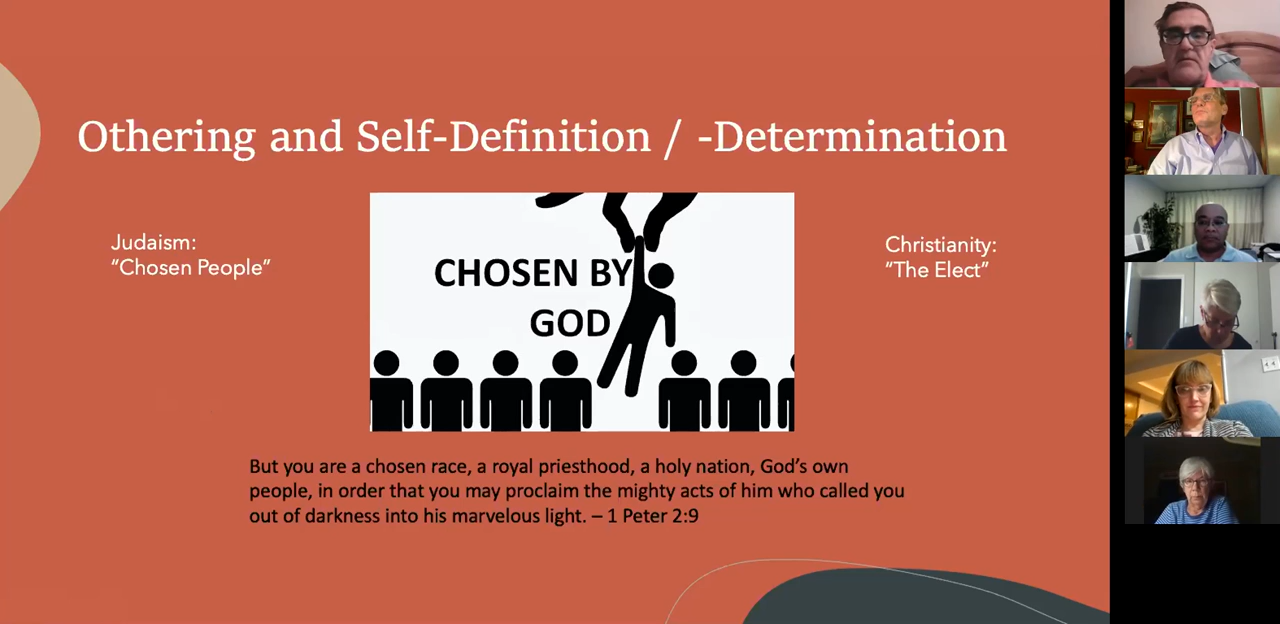 Othering and Self-Definition / -Determination
Judaism:
“Chosen People”
CHOSEN BY
GOD
Christianity:
“The Elect”
But you are a chosen race, a royal priesthood, a holy nation, God’s own
people, in order that you may proclaim the mighty acts of him who called you
out of darkness into his marvelous light. – 1 Peter 2:9